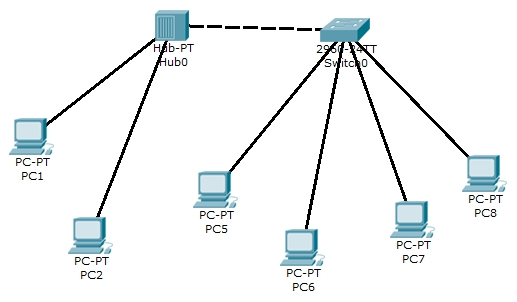 Hub-PT
Hub0
2960-24TT
Switch0
PC-PT
PC1
PC-PT
PC2
PC-PT
PC5
PC-PT
PC6
PC-PT
PC7
PC-PT
PC8